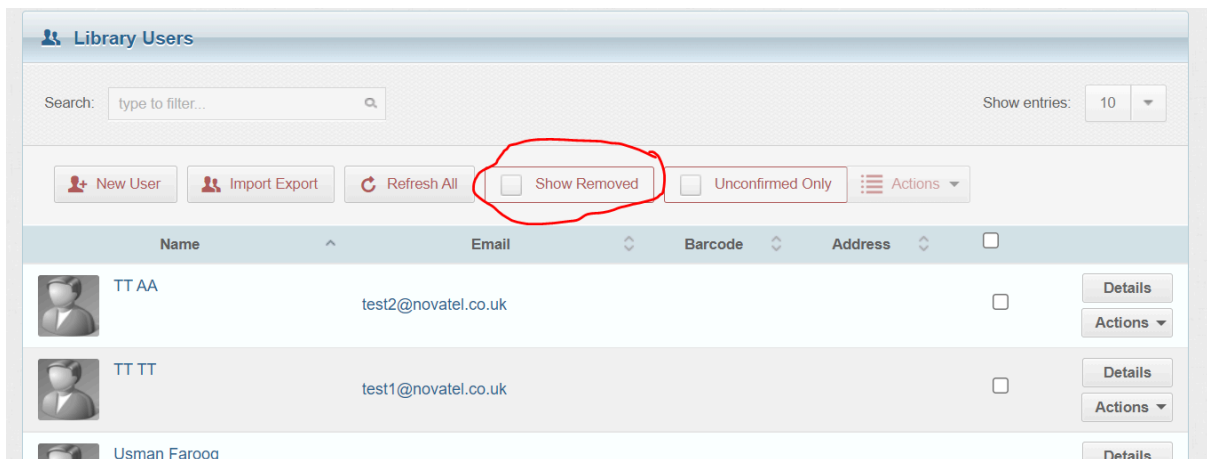 Library Users
Search: type to filter... Show entries: 10
New User Import Export Refresh All Show Removed Unconfirmed Only Actions
Name Email Barcode Address
TT AA
test2@novatel.co.uk
Details
Actions
TT TT
test1@novatel.co.uk
Details
Actions
Usman Farooq
Details